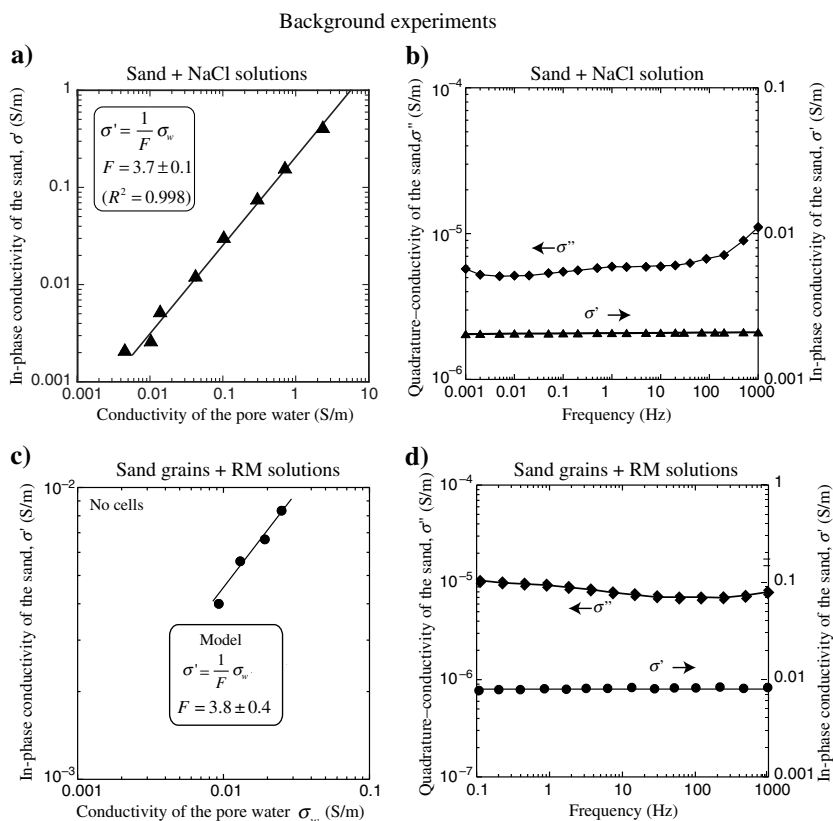 Background experiments
a)
Sand + NaCl solutions
In-phase conductivity of the sand, σ' (S/m)
1
0.1
0.01
0.001
σ' = 1/F σw
F = 3.7 ± 0.1
(R² = 0.998)
0.001 0.01 0.1 1 10
Conductivity of the pore water (S/m)
b)
Sand + NaCl solution
Quadrature–conductivity of the sand,σ" (S/m)
10⁻⁴
10⁻⁵
10⁻⁶
σ"
σ'
0.1
0.01
0.001
In-phase conductivity of the sand, σ' (S/m)
0.001 0.01 0.1 1 10 100 1000
Frequency (Hz)
c)
Sand grains + RM solutions
In-phase conductivity of the sand, σ' (S/m)
10⁻²
10⁻³
No cells
Model
σ' = 1/F σw
F = 3.8 ± 0.4
0.001 0.01 0.1
Conductivity of the pore water σw (S/m)
d)
Sand grains + RM solutions
Quadrature–conductivity of the sand, σ" (S/m)
10⁻⁴
10⁻⁵
10⁻⁶
10⁻⁷
σ"
σ'
1
0.1
0.01
0.001
In-phase conductivity of the sand, σ' (S/m)
0.1 1 10 100 1000
Frequency (Hz)